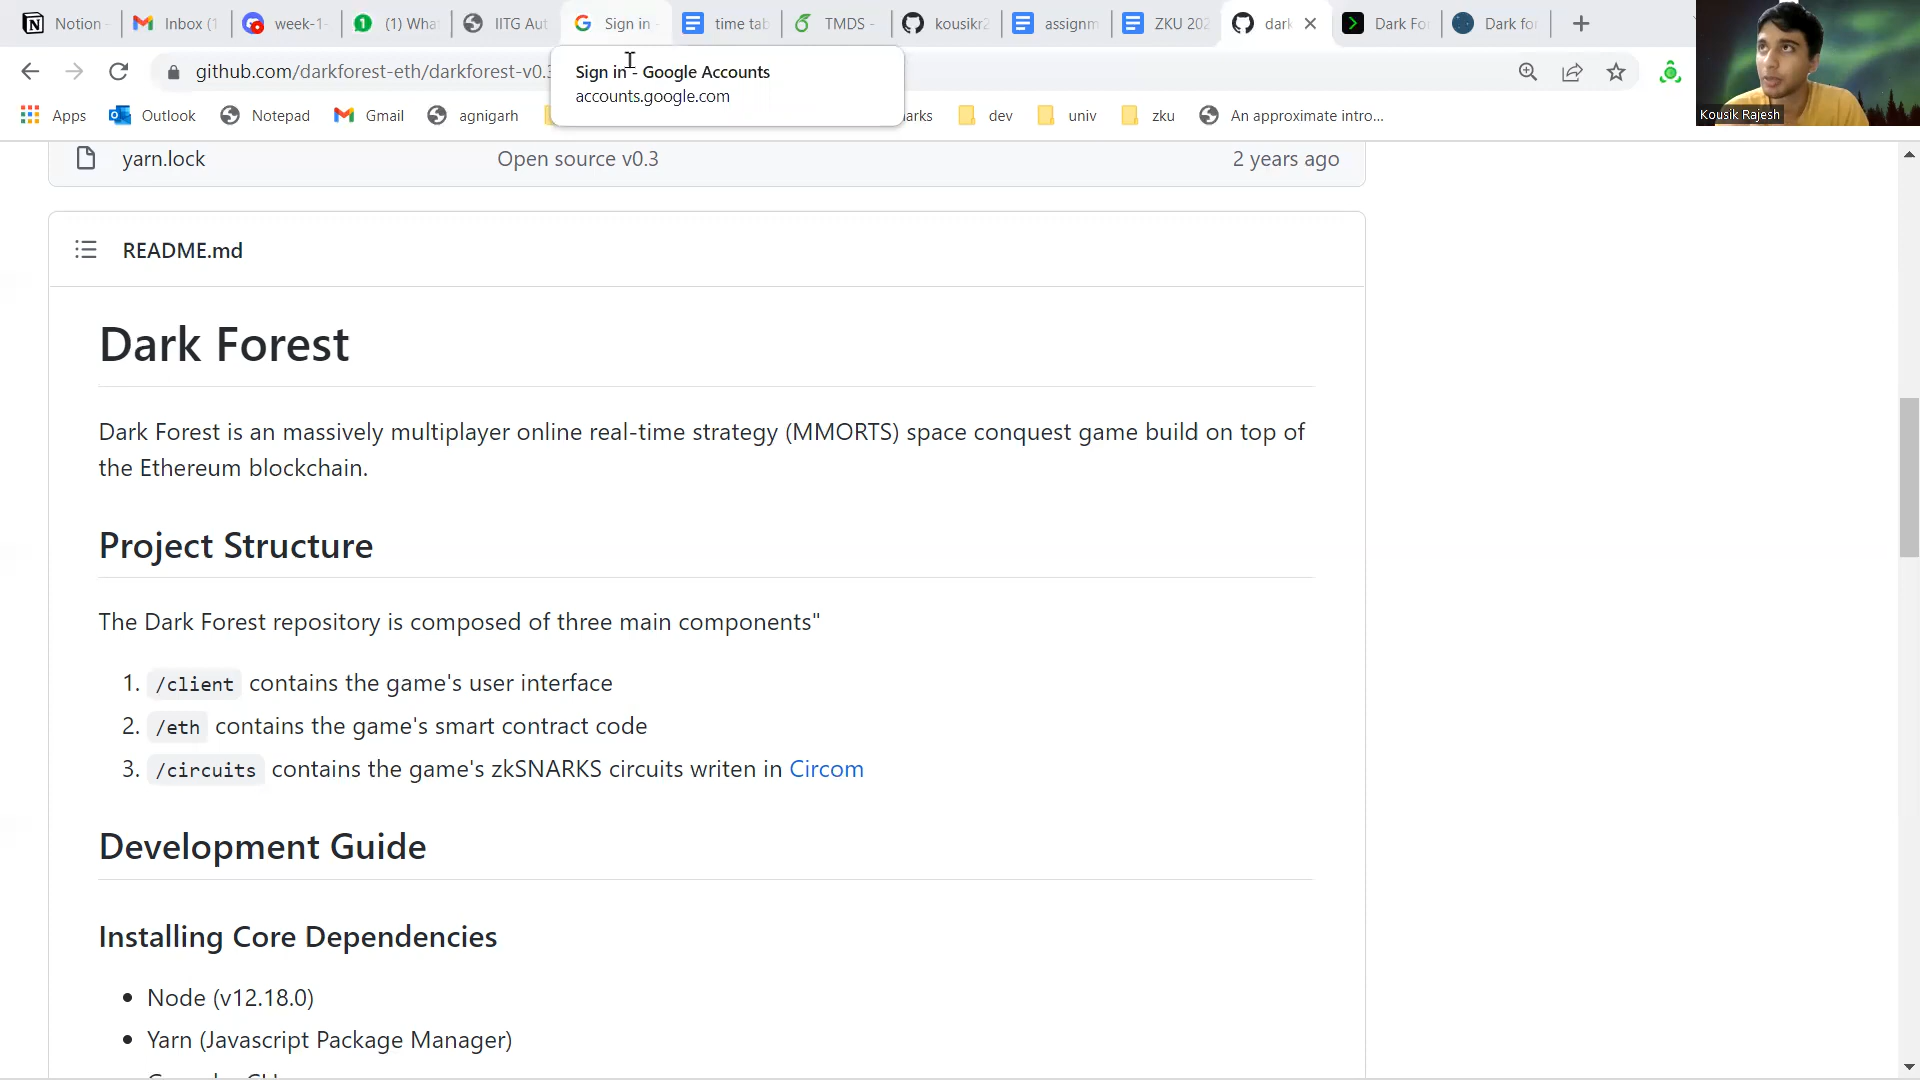 Notion
Inbox (1
week-1-
(1) Wha
IITG Aut
Sign in -
time tab
TMDS -
kousikr2
assignm
ZKU 202
dark
Dark For
Dark for
github.com/darkforest-eth/darkforest-v0.3
Sign in - Google Accounts
accounts.google.com
Apps
Outlook
Notepad
Gmail
agnigarh
arks
dev
univ
zku
An approximate intro...
Kousik Rajesh
yarn.lock
Open source v0.3
2 years ago
README.md
Dark Forest
Dark Forest is an massively multiplayer online real-time strategy (MMORTS) space conquest game build on top of
the Ethereum blockchain.
Project Structure
The Dark Forest repository is composed of three main components"
1. /client contains the game's user interface
2. /eth contains the game's smart contract code
3. /circuits contains the game's zkSNARKS circuits writen in Circom
Development Guide
Installing Core Dependencies
Node (v12.18.0)
Yarn (Javascript Package Manager)